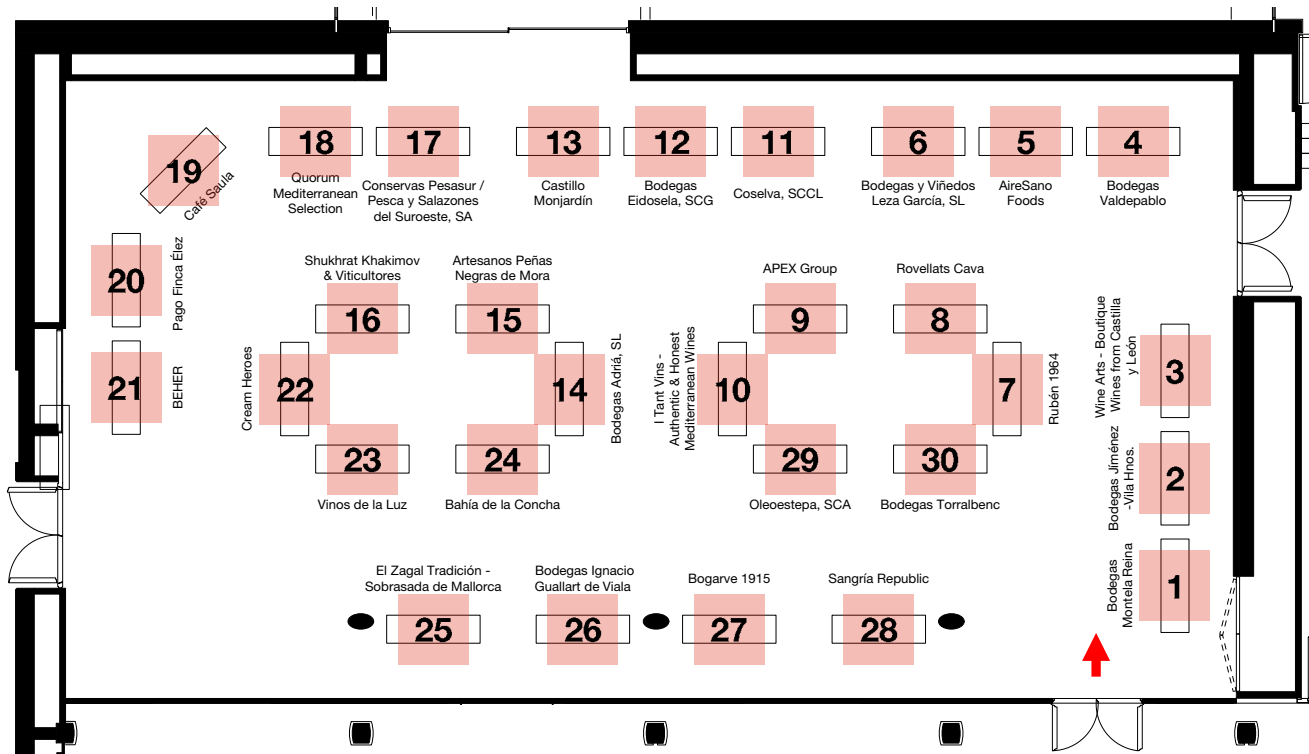 18
17
13
12
11
6
5
4
19
Café Saula
Quorum
Mediterranean
Selection
Conservas Pesasur /
Pesca y Salazones
del Suroeste, SA
Castillo
Monjardín
Bodegas
Eidosela, SCG
Coselva, SCCL
Bodegas y Viñedos
Leza García, SL
AireSano
Foods
Bodegas
Valdepablo
20
Pago Finca Élez
21
BEHER
Shukhrat Khakimov
& Viticultores
16
Artesanos Peñas
Negras de Mora
15
Cream Heroes
22
14
Bodegas Adriá, SL
23
Vinos de la Luz
24
Bahía de la Concha
APEX Group
9
Rovellats Cava
8
I Tant Vins -
Authentic & Honest
Mediterranean Wines
10
7
Rubén 1964
29
Oleoestepa, SCA
30
Bodegas Torralbenc
Wine Arts - Boutique
Wines from Castilla
y León
3
Bodegas Jiménez
-Vila Hnos.
2
Bodegas
Montela Reina
1
El Zagal Tradición -
Sobrasada de Mallorca
25
Bodegas Ignacio
Guallart de Viala
26
Bogarve 1915
27
Sangría Republic
28